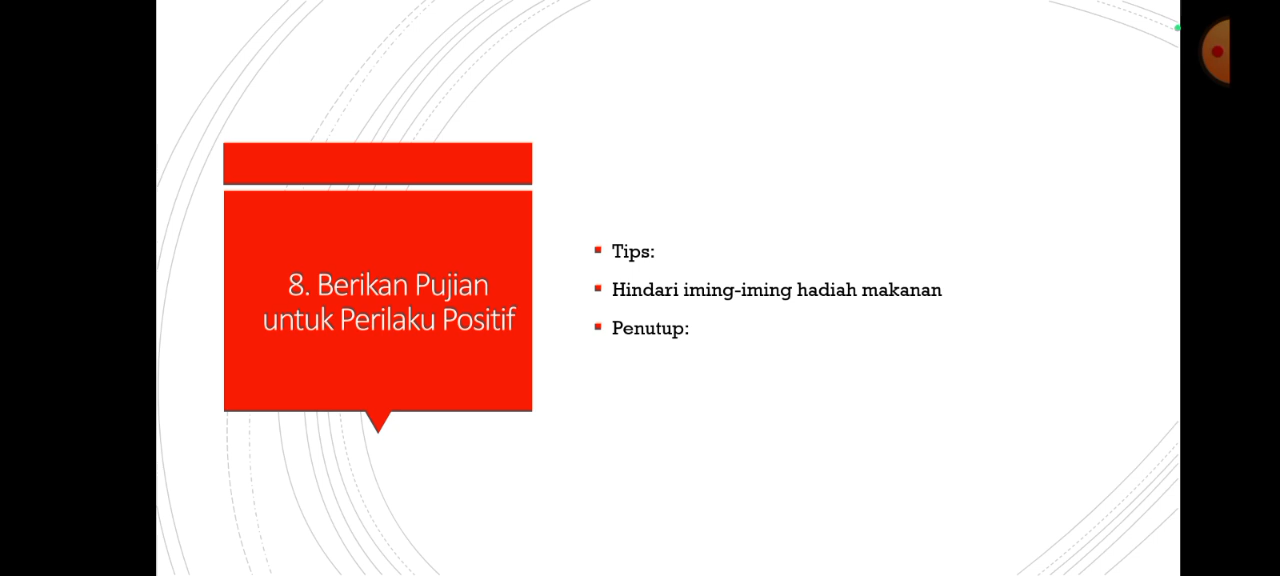 8. Berikan Pujian
untuk Perilaku Positif
Tips:
Hindari iming-iming hadiah makanan
Penutup: